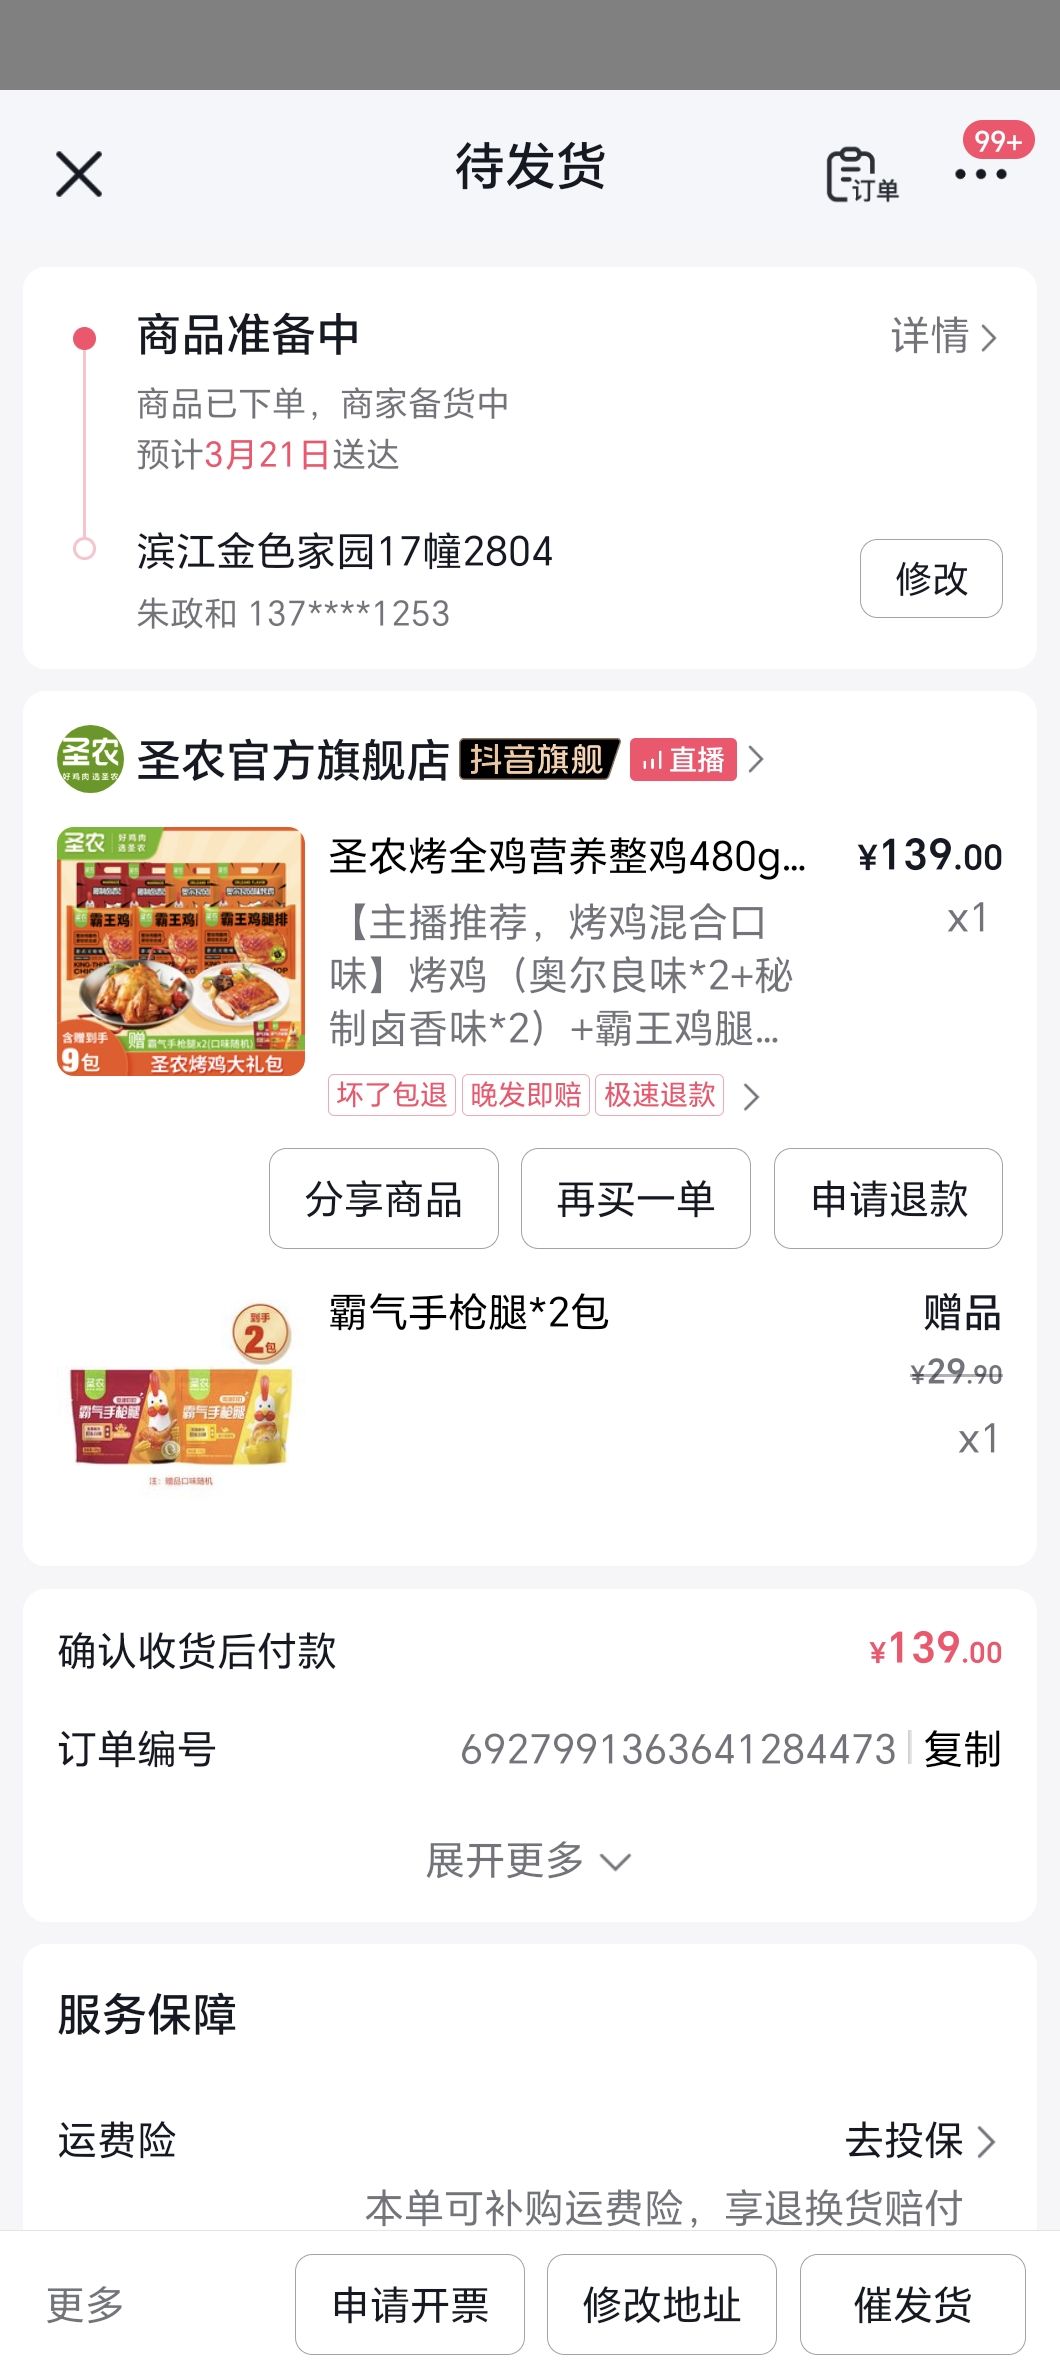 待发货
订单
99+
商品准备中
详情
商品已下单，商家备货中
预计3月21日送达
滨江金色家园17幢2804
朱政和 137****1253
修改
圣农
好鸡肉 选圣农
圣农官方旗舰店
抖音旗舰
直播
圣农
好鸡肉
选圣农
霸王鸡
霸王鸡
霸王鸡腿排
含赠到手
9包
赠 霸气手枪腿x2(口味随机)
圣农烤鸡大礼包
圣农烤全鸡营养整鸡480g...
¥139.00
【主播推荐，烤鸡混合口
x1
味】烤鸡（奥尔良味*2+秘
制卤香味*2）+霸王鸡腿...
坏了包退
晚发即赔
极速退款
分享商品
再买一单
申请退款
到手
2包
圣农
圣农
霸气手枪腿
霸气手枪腿
注：赠品口味随机
霸气手枪腿*2包
赠品
¥29.90
x1
确认收货后付款
¥139.00
订单编号
6927991363641284473
复制
展开更多
服务保障
运费险
去投保
本单可补购运费险，享退换货赔付
更多
申请开票
修改地址
催发货